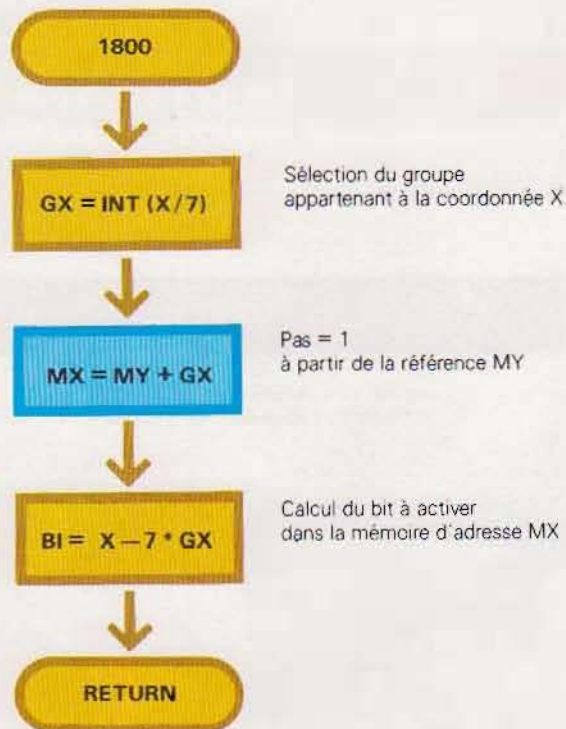 1800
GX = INT (X/7)
Sélection du groupe
appartenant à la coordonnée X
MX = MY + GX
Pas = 1
à partir de la référence MY
BI = X – 7 * GX
Calcul du bit à activer
dans la mémoire d'adresse MX
RETURN